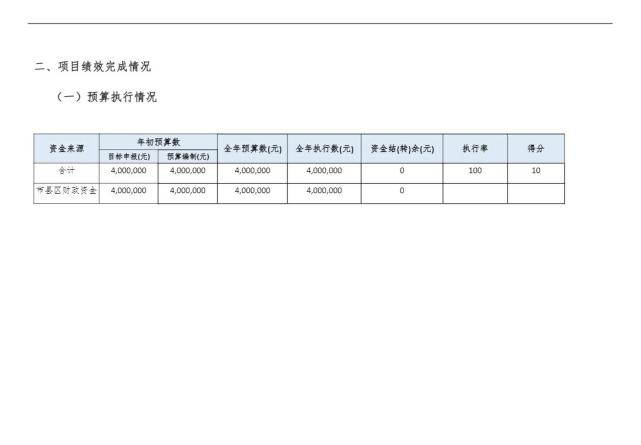 二、项目绩效完成情况
（一）预算执行情况
资金来源 年初预算数 全年预算数(元) 全年执行数(元) 资金结(转)余(元) 执行率 得分
目标申报(元) 预算编制(元)
合计 4,000,000 4,000,000 4,000,000 4,000,000 0 100 10
市县区财政资金 4,000,000 4,000,000 4,000,000 4,000,000 0